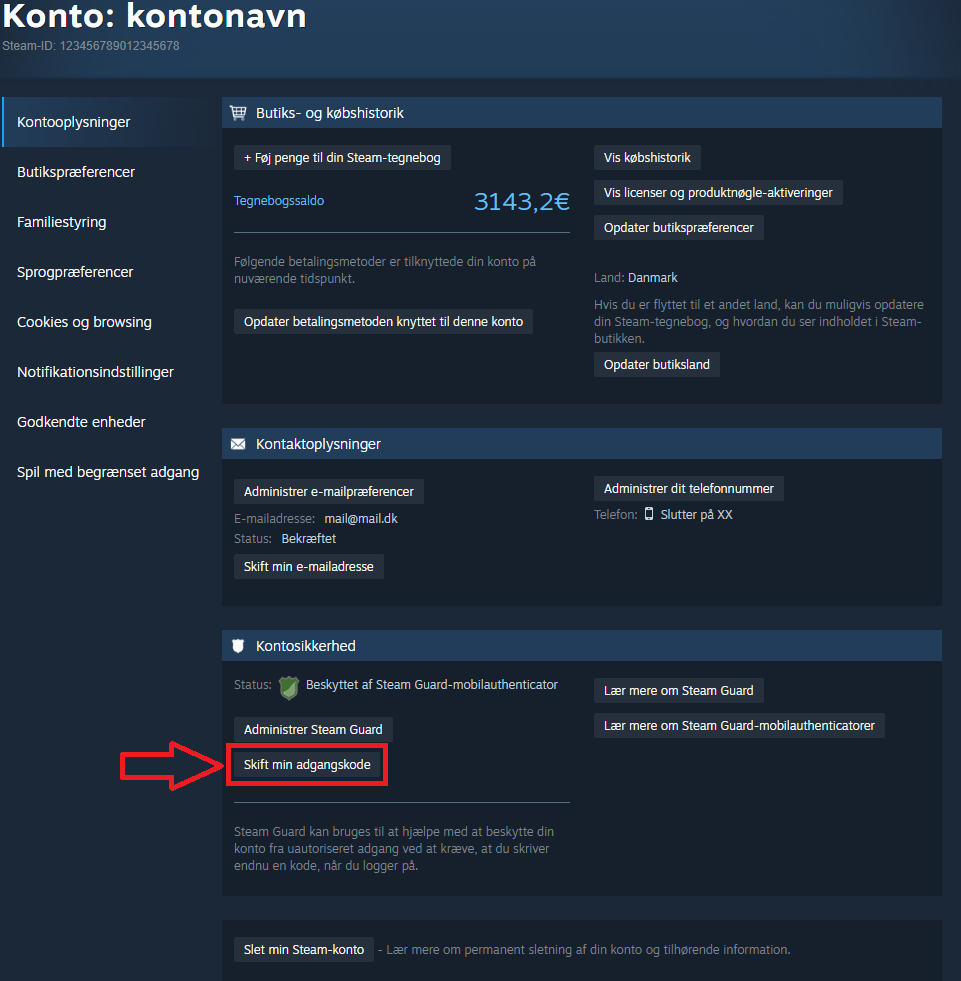 Konto: kontonavn
Steam-ID: 123456789012345678
Kontooplysninger
Butikspræferencer
Familiestyring
Sprogpræferencer
Cookies og browsing
Notifikationsindstillinger
Godkendte enheder
Spil med begrænset adgang
Butiks- og købshistorik
+ Føj penge til din Steam-tegnebog
Tegnebogssaldo 3143,2€
Følgende betalingsmetoder er tilknyttede din konto på
nuværende tidspunkt.
Opdater betalingsmetoden knyttet til denne konto
Vis købshistorik
Vis licenser og produktnøgle-aktiveringer
Opdater butikspræferencer
Land: Danmark
Hvis du er flyttet til et andet land, kan du muligvis opdatere
din Steam-tegnebog, og hvordan du ser indholdet i Steam-
butikken.
Opdater butiksland
Kontaktoplysninger
Administrer e-mailpræferencer
E-mailadresse: mail@mail.dk
Status: Bekræftet
Skift min e-mailadresse
Administrer dit telefonnummer
Telefon: Slutter på XX
Kontosikkerhed
Status: Beskyttet af Steam Guard-mobilauthenticator
Administrer Steam Guard
Skift min adgangskode
Steam Guard kan bruges til at hjælpe med at beskytte din
konto fra uautoriseret adgang ved at kræve, at du skriver
endnu en kode, når du logger på.
Lær mere om Steam Guard
Lær mere om Steam Guard-mobilauthenticatorer
Slet min Steam-konto - Lær mere om permanent sletning af din konto og tilhørende information.